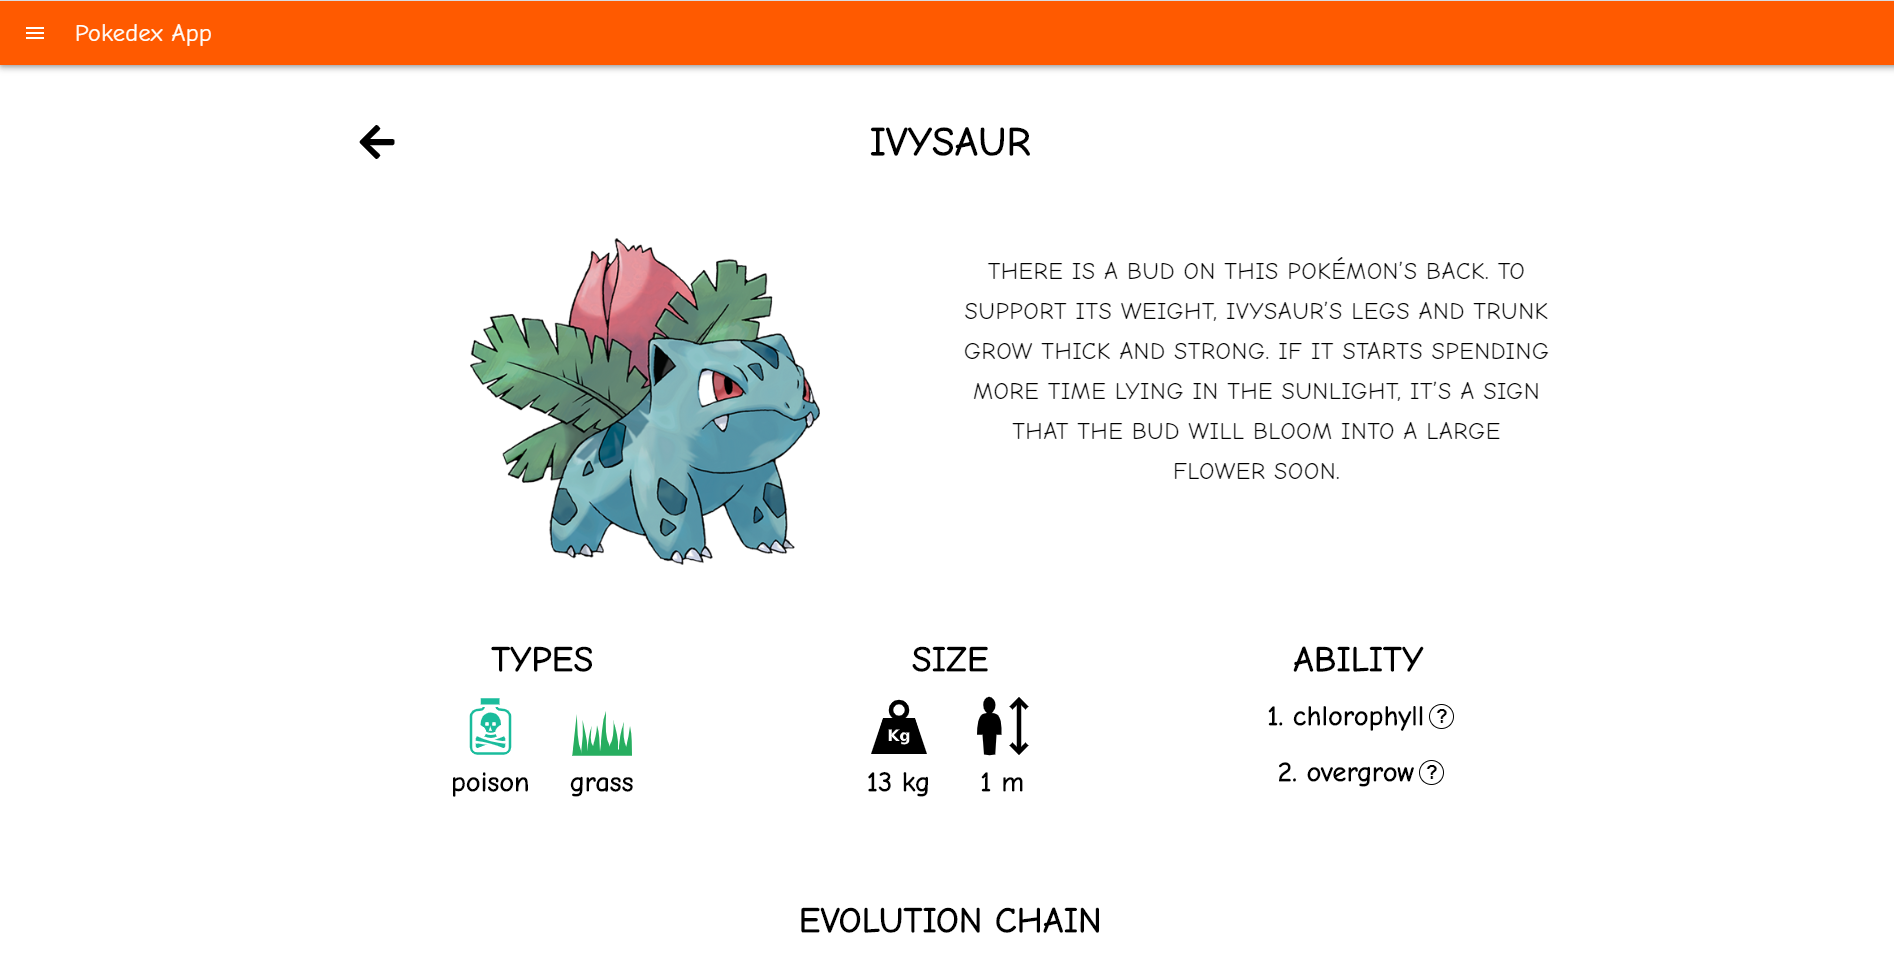 Pokedex App
IVYSAUR
THERE IS A BUD ON THIS POKÉMON'S BACK. TO
SUPPORT ITS WEIGHT, IVYSAUR'S LEGS AND TRUNK
GROW THICK AND STRONG. IF IT STARTS SPENDING
MORE TIME LYING IN THE SUNLIGHT, IT'S A SIGN
THAT THE BUD WILL BLOOM INTO A LARGE
FLOWER SOON.
TYPES
poison
grass
SIZE
Kg
13 kg
1 m
ABILITY
1. chlorophyll ?
2. overgrow ?
EVOLUTION CHAIN